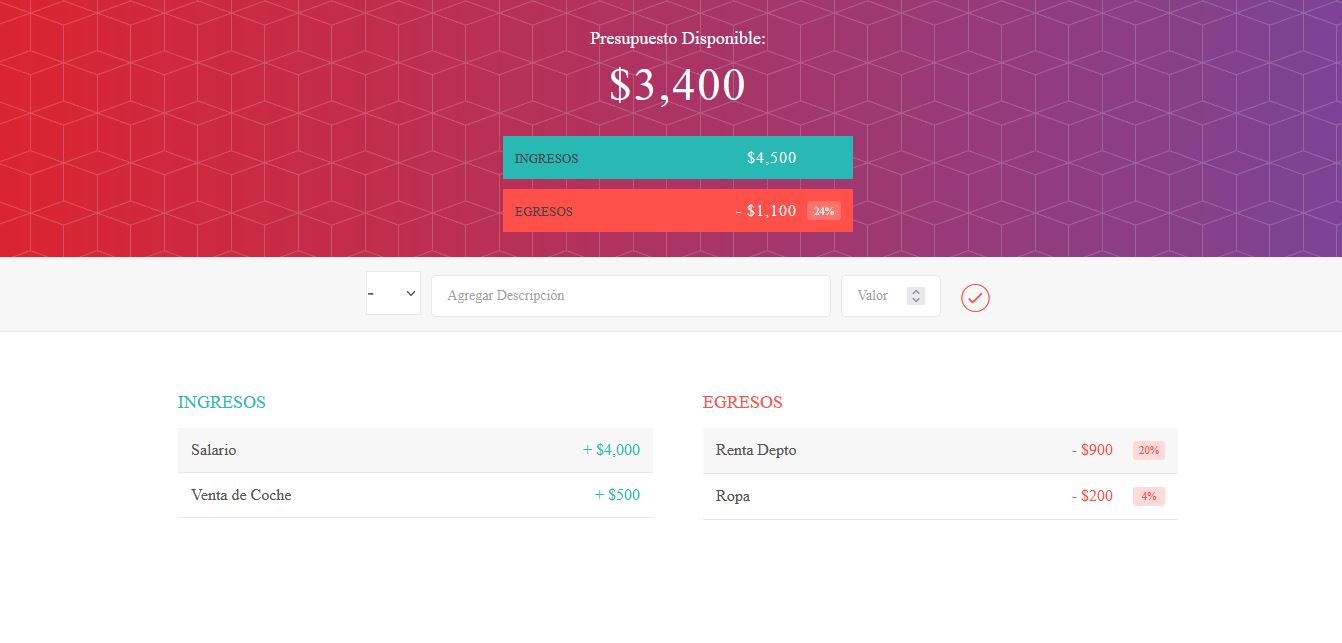 Presupuesto Disponible:
$3,400
INGRESOS $4,500
EGRESOS - $1,100 24%
- Agregar Descripción Valor
INGRESOS
Salario + $4,000
Venta de Coche + $500
EGRESOS
Renta Depto - $900 20%
Ropa - $200 4%